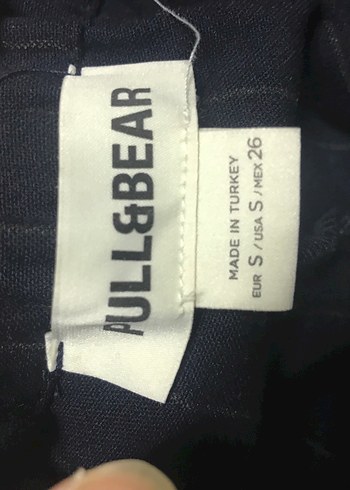 PULL&BEAR
MADE IN TURKEY
EUR S / USA S / MEX 26